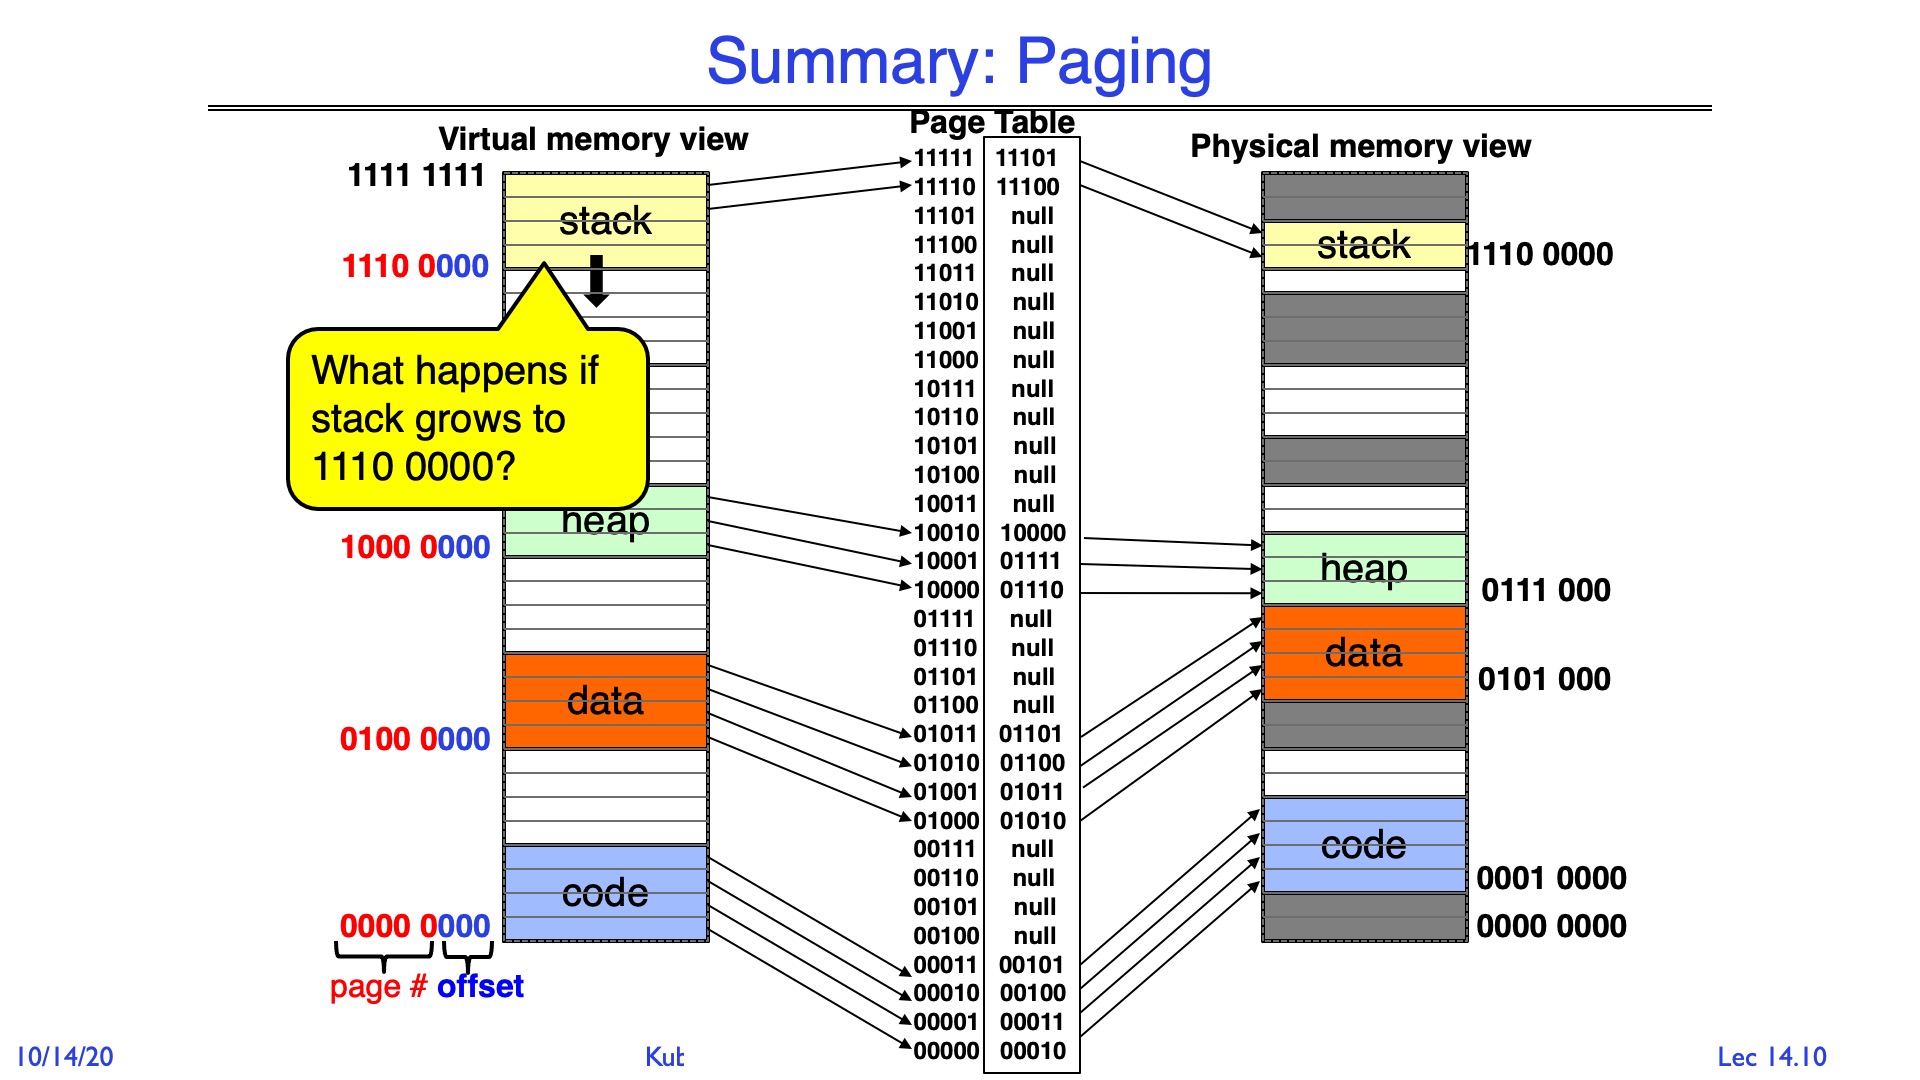 Summary: Paging
Virtual memory view
Page Table
Physical memory view
1111 1111
stack
1110 0000
What happens if
stack grows to
1110 0000?
heap
1000 0000
data
0100 0000
code
0000 0000
page # offset
11111 11101
11110 11100
11101 null
11100 null
11011 null
11010 null
11001 null
11000 null
10111 null
10110 null
10101 null
10100 null
10011 null
10010 10000
10001 01111
10000 01110
01111 null
01110 null
01101 null
01100 null
01011 01101
01010 01100
01001 01011
01000 01010
00111 null
00110 null
00101 null
00100 null
00011 00101
00010 00100
00001 00011
00000 00010
stack
1110 0000
heap
0111 000
data
0101 000
code
0001 0000
0000 0000
10/14/20
Kub
Lec 14.10